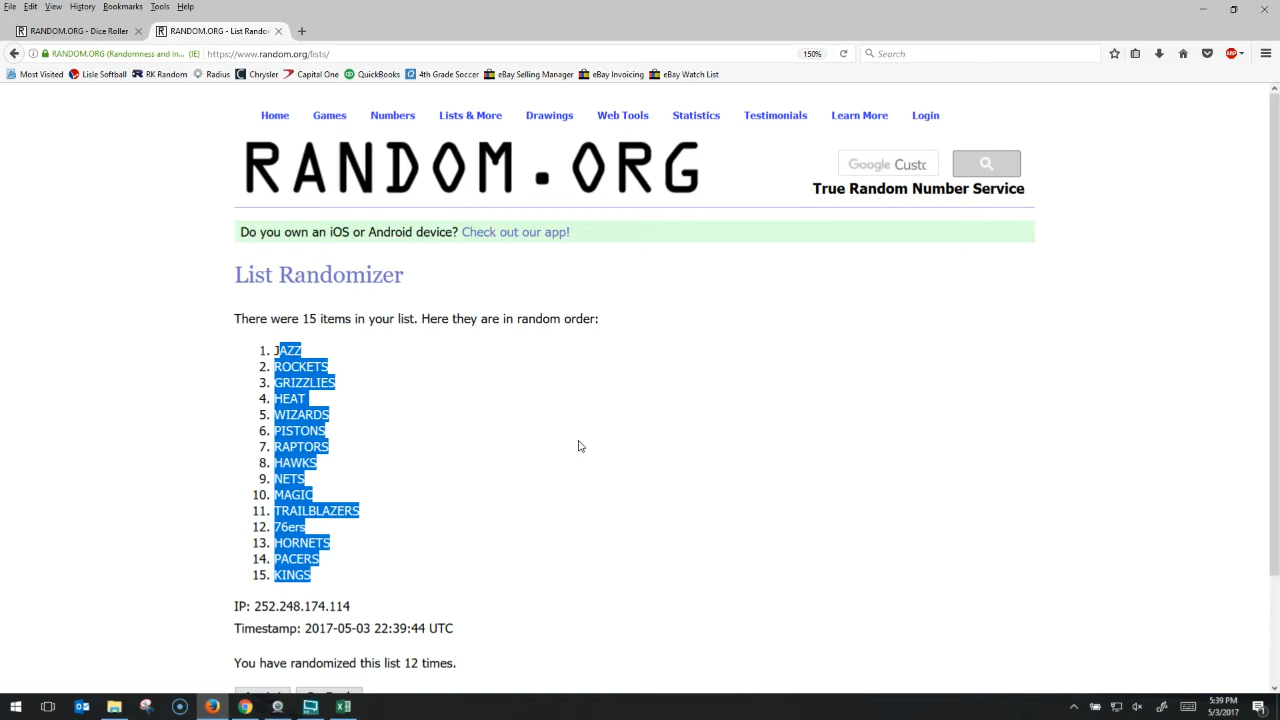 File Edit View History Bookmarks Tools Help
RANDOM.ORG - Dice Roller
RANDOM.ORG - List Rando
RANDOM.ORG (Randomness and In... (IE)
https://www.random.org/lists/
150%
Search
Most Visited Lisle Softball RK Random Radius Chrysler Capital One QuickBooks 4th Grade Soccer eBay Selling Manager eBay Invoicing eBay Watch List
Home Games Numbers Lists & More Drawings Web Tools Statistics Testimonials Learn More Login
RANDOM.ORG
Google Custo
True Random Number Service
Do you own an iOS or Android device? Check out our app!
List Randomizer
There were 15 items in your list. Here they are in random order:
1. JAZZ
2. ROCKETS
3. GRIZZLIES
4. HEAT
5. WIZARDS
6. PISTONS
7. RAPTORS
8. HAWKS
9. NETS
10. MAGIC
11. TRAILBLAZERS
12. 76ers
13. HORNETS
14. PACERS
15. KINGS
IP: 252.248.174.114
Timestamp: 2017-05-03 22:39:44 UTC
You have randomized this list 12 times.
5:39 PM
5/3/2017